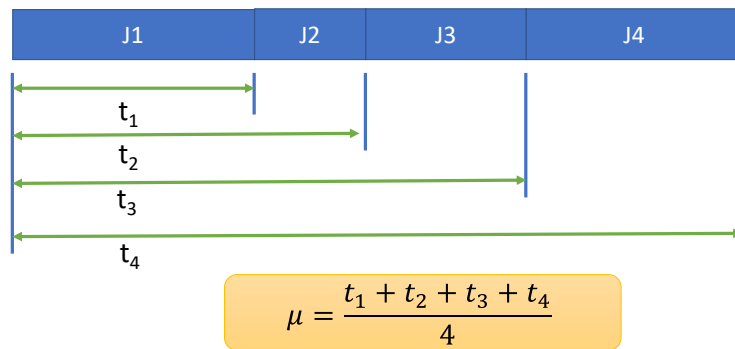 J1 J2 J3 J4
t₁
t₂
t₃
t₄
μ = (t₁ + t₂ + t₃ + t₄) / 4